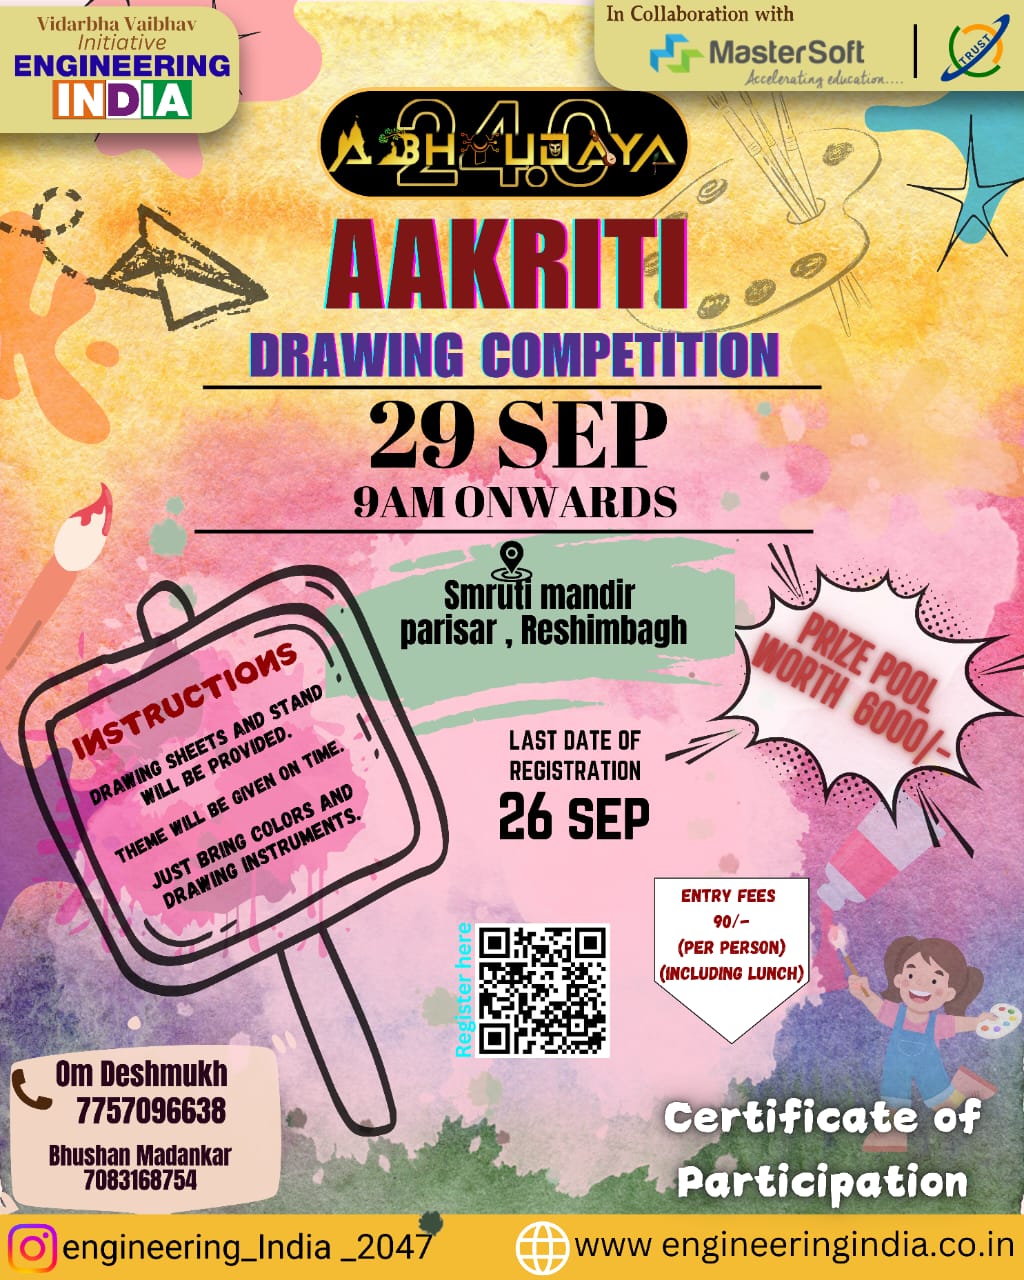 Vidarbha Vaibhav
Initiative
ENGINEERING
INDIA
In Collaboration with
MasterSoft
Accelerating education....
TRUST
ABHYUDAYA
24.0
AAKRITI
DRAWING COMPETITION
29 SEP
9AM ONWARDS
Smruti mandir
parisar , Reshimbagh
INSTRUCTIONS
DRAWING SHEETS AND STAND
WILL BE PROVIDED.
THEME WILL BE GIVEN ON TIME.
JUST BRING COLORS AND
DRAWING INSTRUMENTS.
PRIZE POOL
WORTH 6000/-
LAST DATE OF
REGISTRATION
26 SEP
ENTRY FEES
90/-
(PER PERSON)
(INCLUDING LUNCH)
Register here
Om Deshmukh
7757096638
Bhushan Madankar
7083168754
Certificate of
Participation
engineering_India _2047
www engineeringindia.co.in